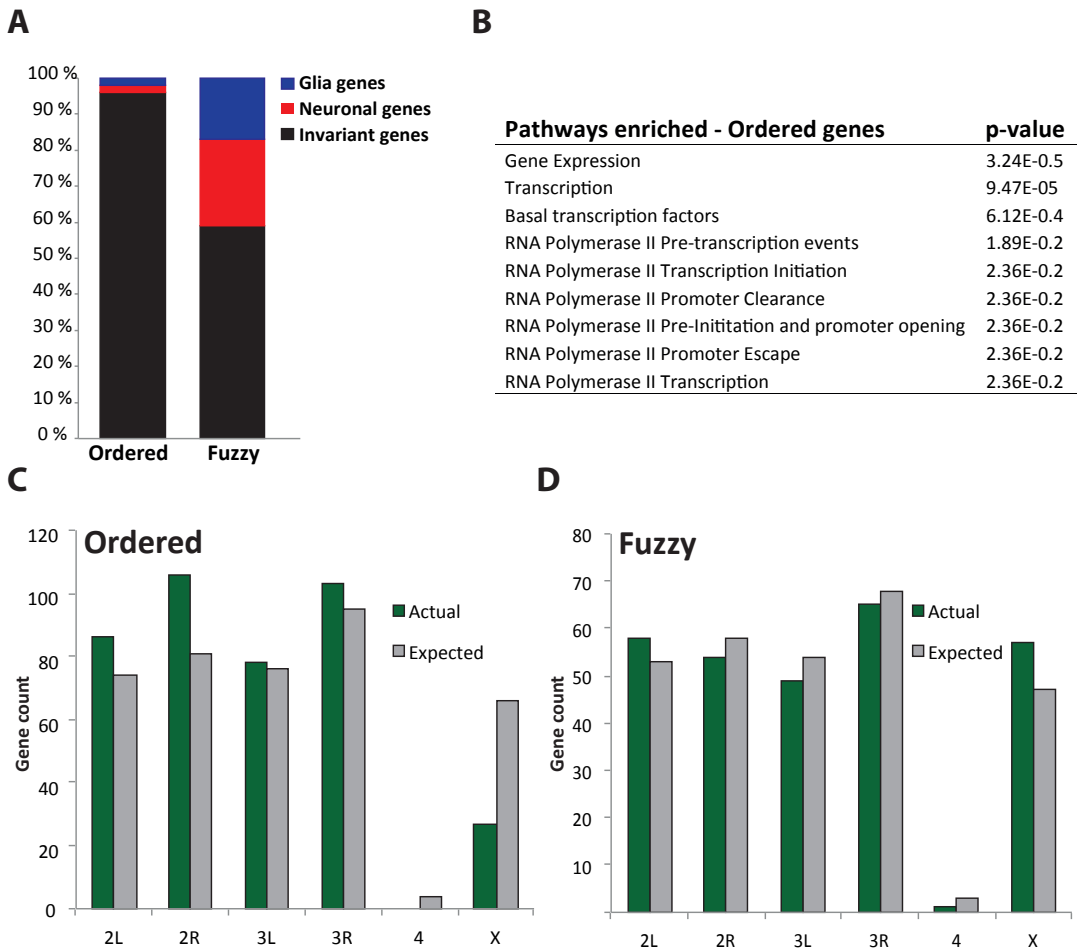 A
100 %
90 %
80 %
70 %
60 %
50 %
40 %
30 %
20 %
10 %
0 %
Ordered Fuzzy
Glia genes
Neuronal genes
Invariant genes
B
Pathways enriched - Ordered genes p-value
Gene Expression 3.24E-0.5
Transcription 9.47E-05
Basal transcription factors 6.12E-0.4
RNA Polymerase II Pre-transcription events 1.89E-0.2
RNA Polymerase II Transcription Initiation 2.36E-0.2
RNA Polymerase II Promoter Clearance 2.36E-0.2
RNA Polymerase II Pre-Inititation and promoter opening 2.36E-0.2
RNA Polymerase II Promoter Escape 2.36E-0.2
RNA Polymerase II Transcription 2.36E-0.2
C
Ordered
Gene count
120
100
80
60
40
20
0
2L 2R 3L 3R 4 X
Actual
Expected
D
Fuzzy
Gene count
80
70
60
50
40
30
20
10
2L 2R 3L 3R 4 X
Actual
Expected